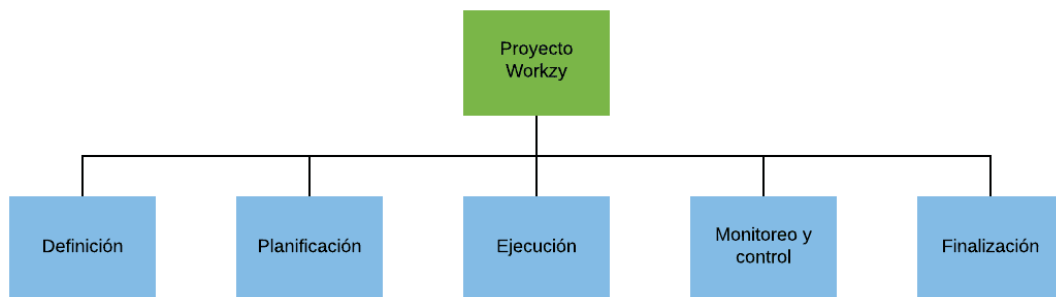 Proyecto
Workzy
Definición
Planificación
Ejecución
Monitoreo y
control
Finalización